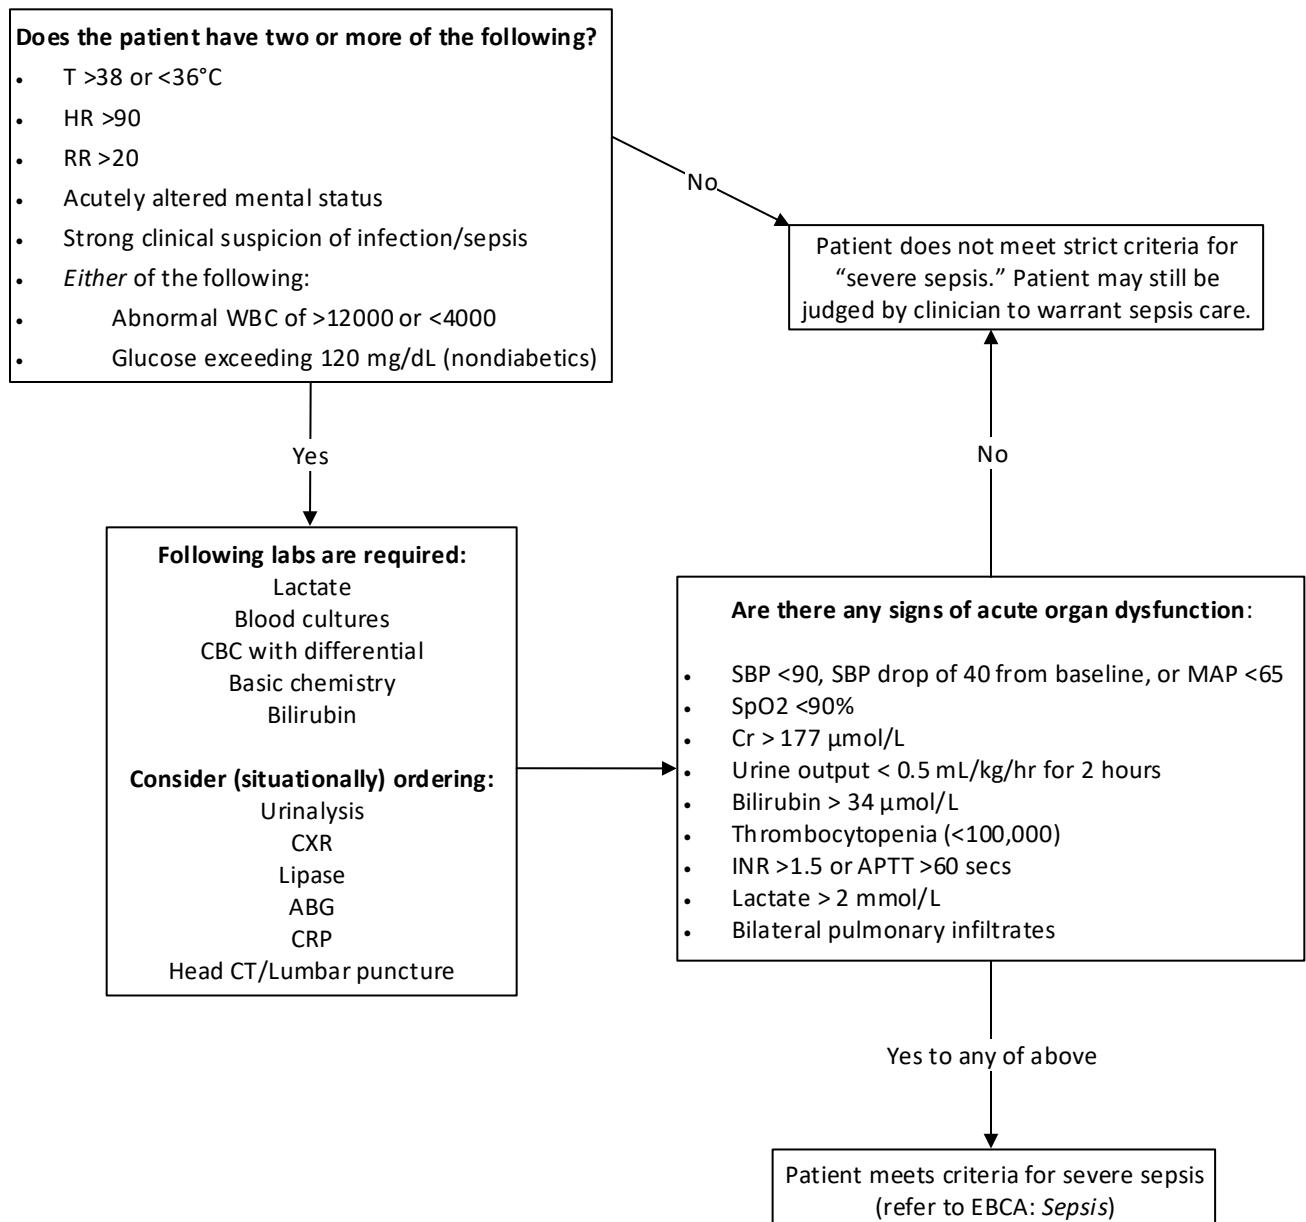 Does the patient have two or more of the following?
• T >38 or <36°C
• HR >90
• RR >20
• Acutely altered mental status
• Strong clinical suspicion of infection/sepsis
• Either of the following:
• Abnormal WBC of >12000 or <4000
• Glucose exceeding 120 mg/dL (nondiabetics)
No
Patient does not meet strict criteria for
“severe sepsis.” Patient may still be
judged by clinician to warrant sepsis care.
Yes
No
Following labs are required:
Lactate
Blood cultures
CBC with differential
Basic chemistry
Bilirubin
Consider (situationally) ordering:
Urinalysis
CXR
Lipase
ABG
CRP
Head CT/Lumbar puncture
Are there any signs of acute organ dysfunction:
• SBP <90, SBP drop of 40 from baseline, or MAP <65
• SpO2 <90%
• Cr > 177 μmol/L
• Urine output < 0.5 mL/kg/hr for 2 hours
• Bilirubin > 34 μmol/L
• Thrombocytopenia (<100,000)
• INR >1.5 or APTT >60 secs
• Lactate > 2 mmol/L
• Bilateral pulmonary infiltrates
Yes to any of above
Patient meets criteria for severe sepsis
(refer to EBCA: Sepsis)